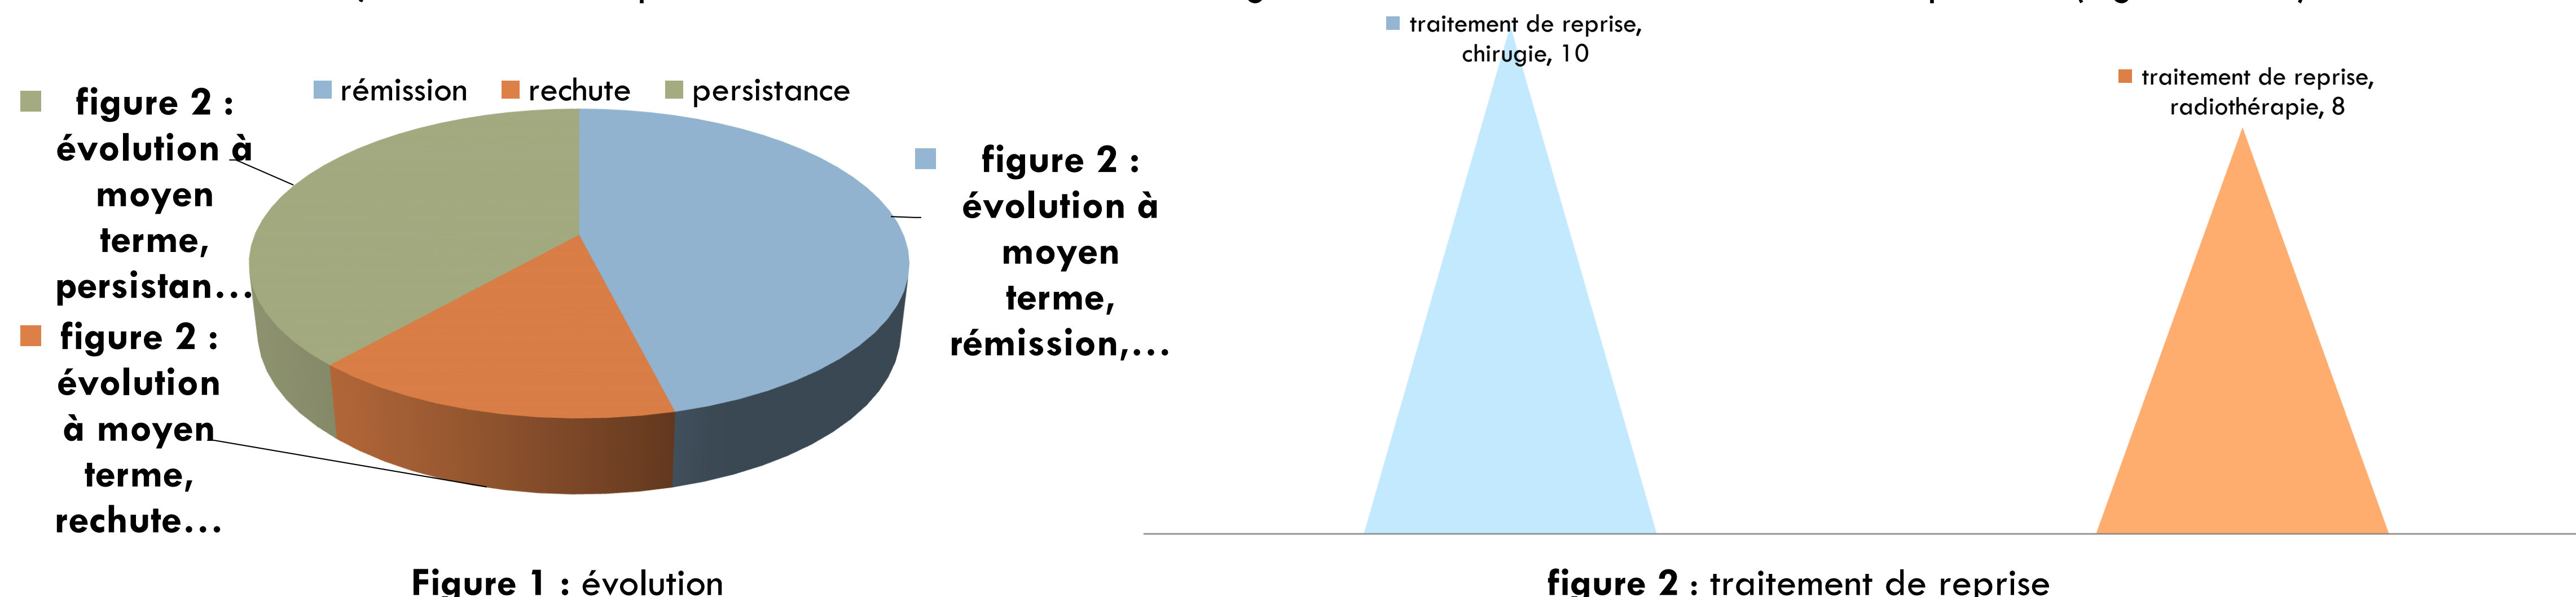 rémission rechute persistance
figure 2 :
évolution à
moyen
terme,
persistan…
figure 2 :
évolution
à moyen
terme,
rechute…
figure 2 :
évolution à
moyen
terme,
rémission,…
Figure 1 : évolution
traitement de reprise,
chirugie, 10
traitement de reprise,
radiothérapie, 8
figure 2 : traitement de reprise